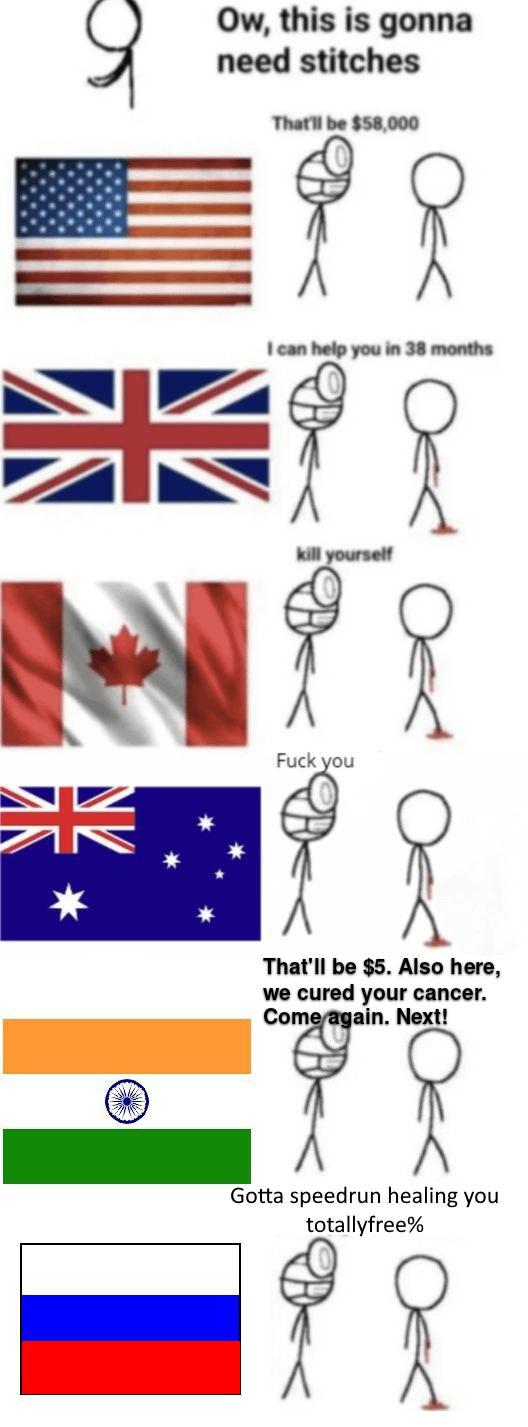 Ow, this is gonna
need stitches
That'll be $58,000
I can help you in 38 months
kill yourself
Fuck you
That'll be $5. Also here,
we cured your cancer.
Come again. Next!
Gotta speedrun healing you
totallyfree%